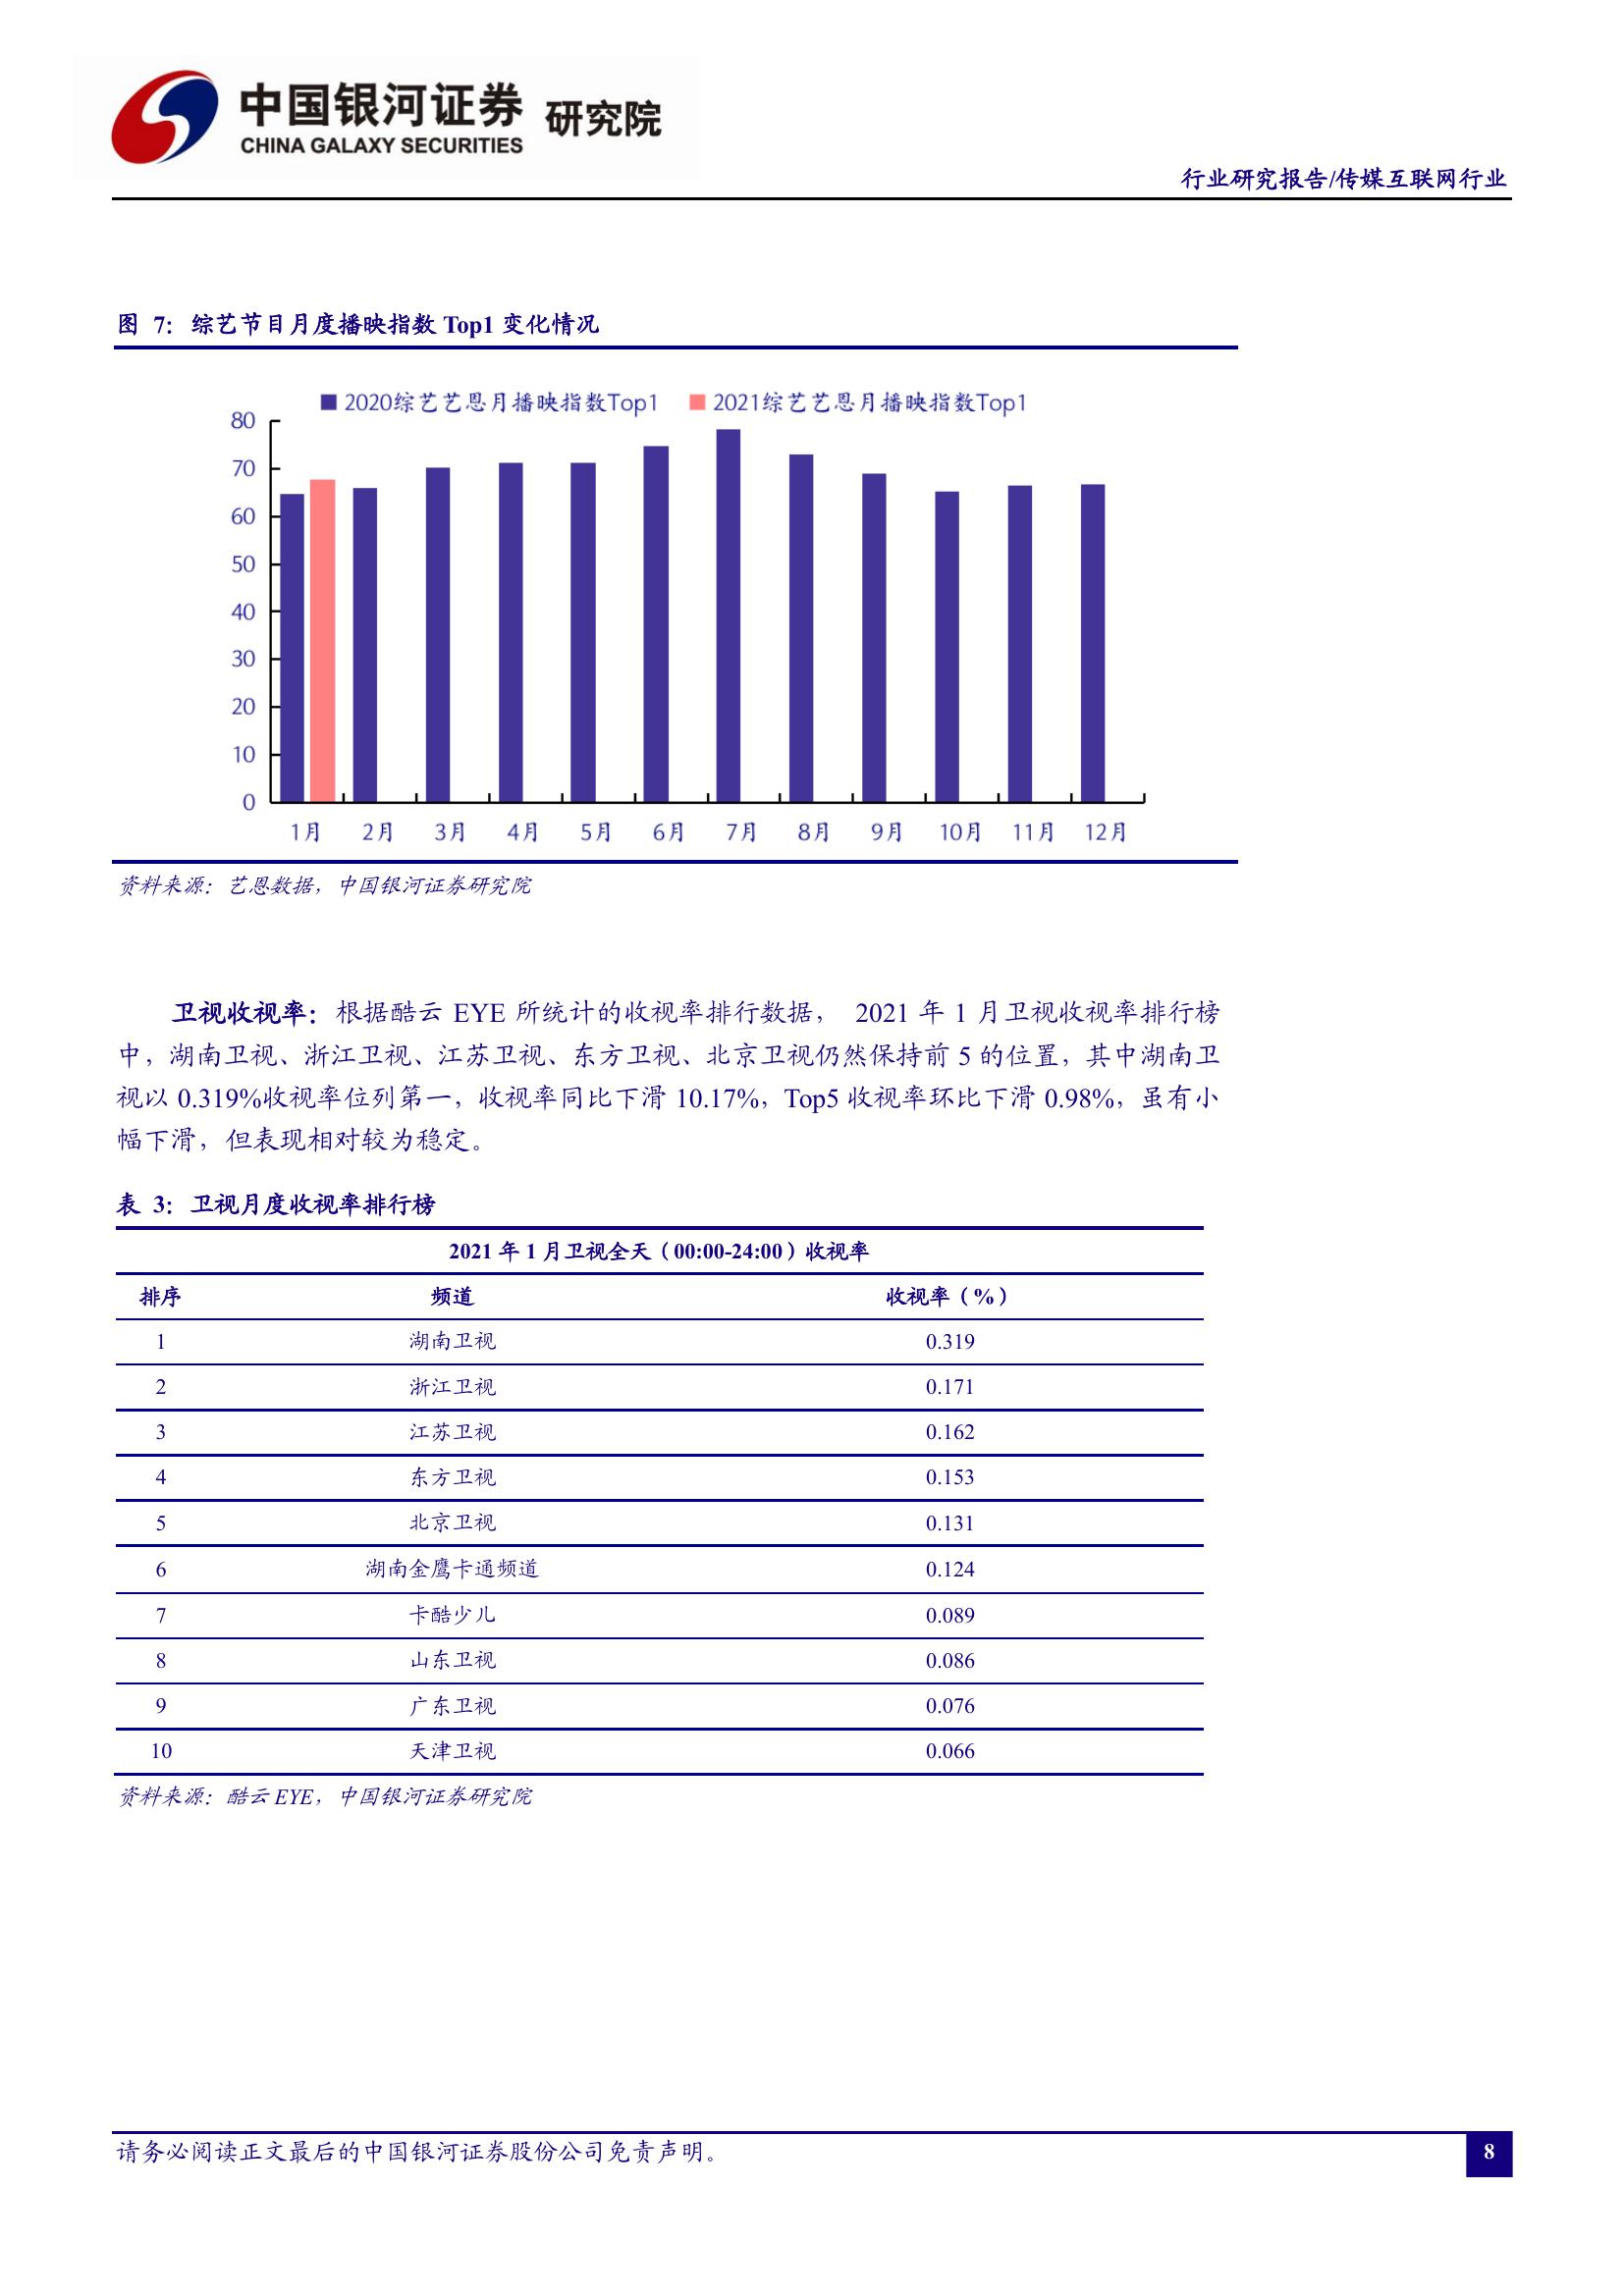 中国银河证券 研究院
CHINA GALAXY SECURITIES
行业研究报告/传媒互联网行业
图 7：综艺节目月度播映指数 Top1 变化情况
2020综艺艺恩月播映指数Top1 2021综艺艺恩月播映指数Top1
80
70
60
50
40
30
20
10
0
1月 2月 3月 4月 5月 6月 7月 8月 9月 10月 11月 12月
资料来源：艺恩数据，中国银河证券研究院
卫视收视率：根据酷云 EYE 所统计的收视率排行数据， 2021 年 1 月卫视收视率排行榜
中，湖南卫视、浙江卫视、江苏卫视、东方卫视、北京卫视仍然保持前 5 的位置，其中湖南卫
视以 0.319%收视率位列第一，收视率同比下滑 10.17%，Top5 收视率环比下滑 0.98%，虽有小
幅下滑，但表现相对较为稳定。
表 3：卫视月度收视率排行榜
2021 年 1 月卫视全天（00:00-24:00）收视率
排序 频道 收视率（%）
1 湖南卫视 0.319
2 浙江卫视 0.171
3 江苏卫视 0.162
4 东方卫视 0.153
5 北京卫视 0.131
6 湖南金鹰卡通频道 0.124
7 卡酷少儿 0.089
8 山东卫视 0.086
9 广东卫视 0.076
10 天津卫视 0.066
资料来源：酷云 EYE，中国银河证券研究院
请务必阅读正文最后的中国银河证券股份公司免责声明。 8